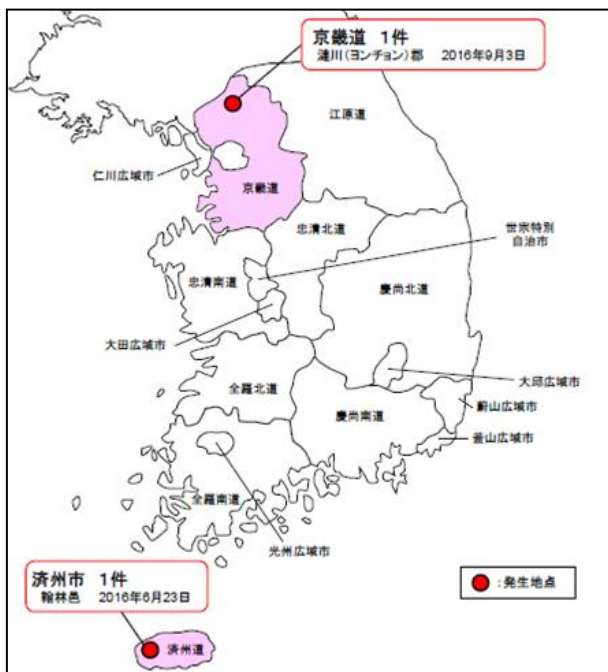 京畿道 1件
漣川(ヨンチョン)郡 2016年9月3日
江原道
仁川広域市
京畿道
忠清北道
世宗特別
自治市
忠清南道
慶尚北道
大田広域市
大邱広域市
全羅北道
慶尚南道
蔚山広域市
釜山広域市
全羅南道
光州広域市
済州市 1件
翰林邑 2016年6月23日
:発生地点
済州道